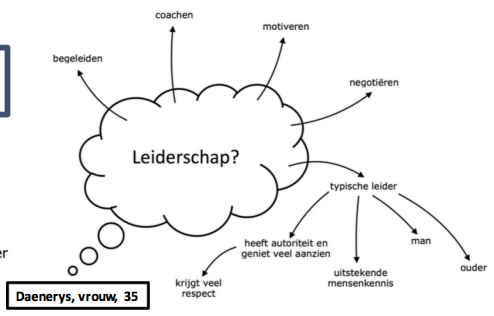 coachen
motiveren
begeleiden
negotiëren
Leiderschap?
typische leider
heeft autoriteit en
geniet veel aanzien
man
ouder
uitstekende
mensenkennis
krijgt veel
respect
er
Daenerys, vrouw, 35